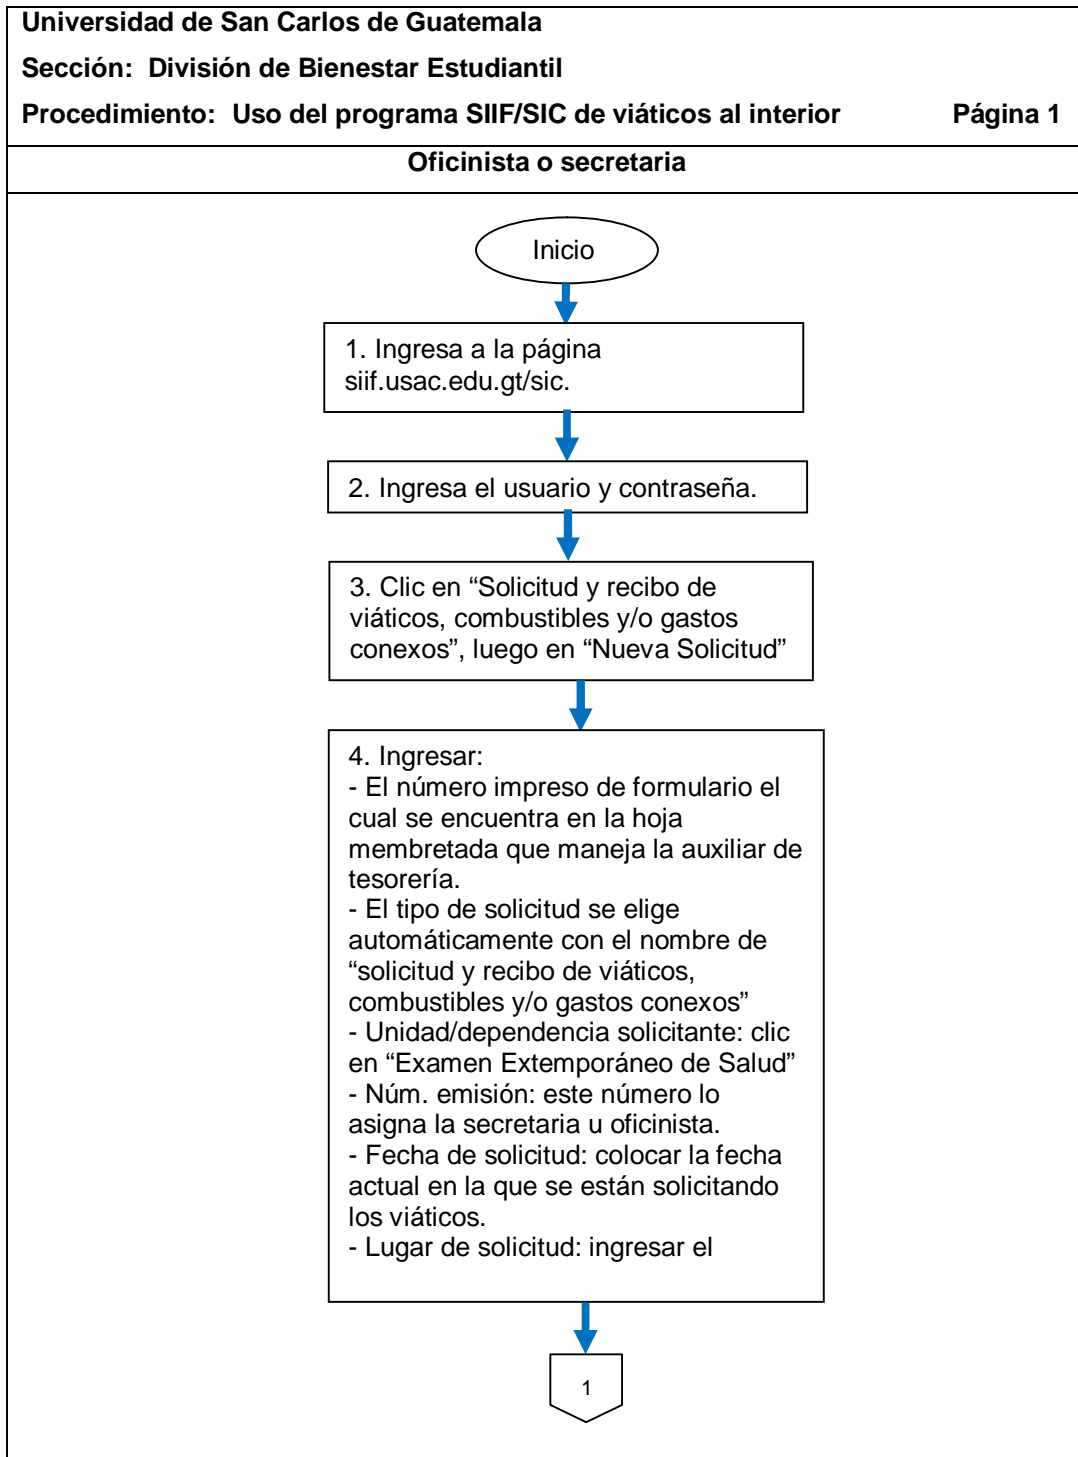 Universidad de San Carlos de Guatemala
Sección:  División de Bienestar Estudiantil
Procedimiento:  Uso del programa SIIF/SIC de viáticos al interior Página 1
Oficinista o secretaria
Inicio
1. Ingresa a la página
siif.usac.edu.gt/sic.
2. Ingresa el usuario y contraseña.
3. Clic en “Solicitud y recibo de
viáticos, combustibles y/o gastos
conexos”, luego en “Nueva Solicitud”
4. Ingresar:
- El número impreso de formulario el
cual se encuentra en la hoja
membretada que maneja la auxiliar de
tesorería.
- El tipo de solicitud se elige
automáticamente con el nombre de
“solicitud y recibo de viáticos,
combustibles y/o gastos conexos”
- Unidad/dependencia solicitante: clic
en “Examen Extemporáneo de Salud”
- Núm. emisión: este número lo
asigna la secretaria u oficinista.
- Fecha de solicitud: colocar la fecha
actual en la que se están solicitando
los viáticos.
- Lugar de solicitud: ingresar el
1